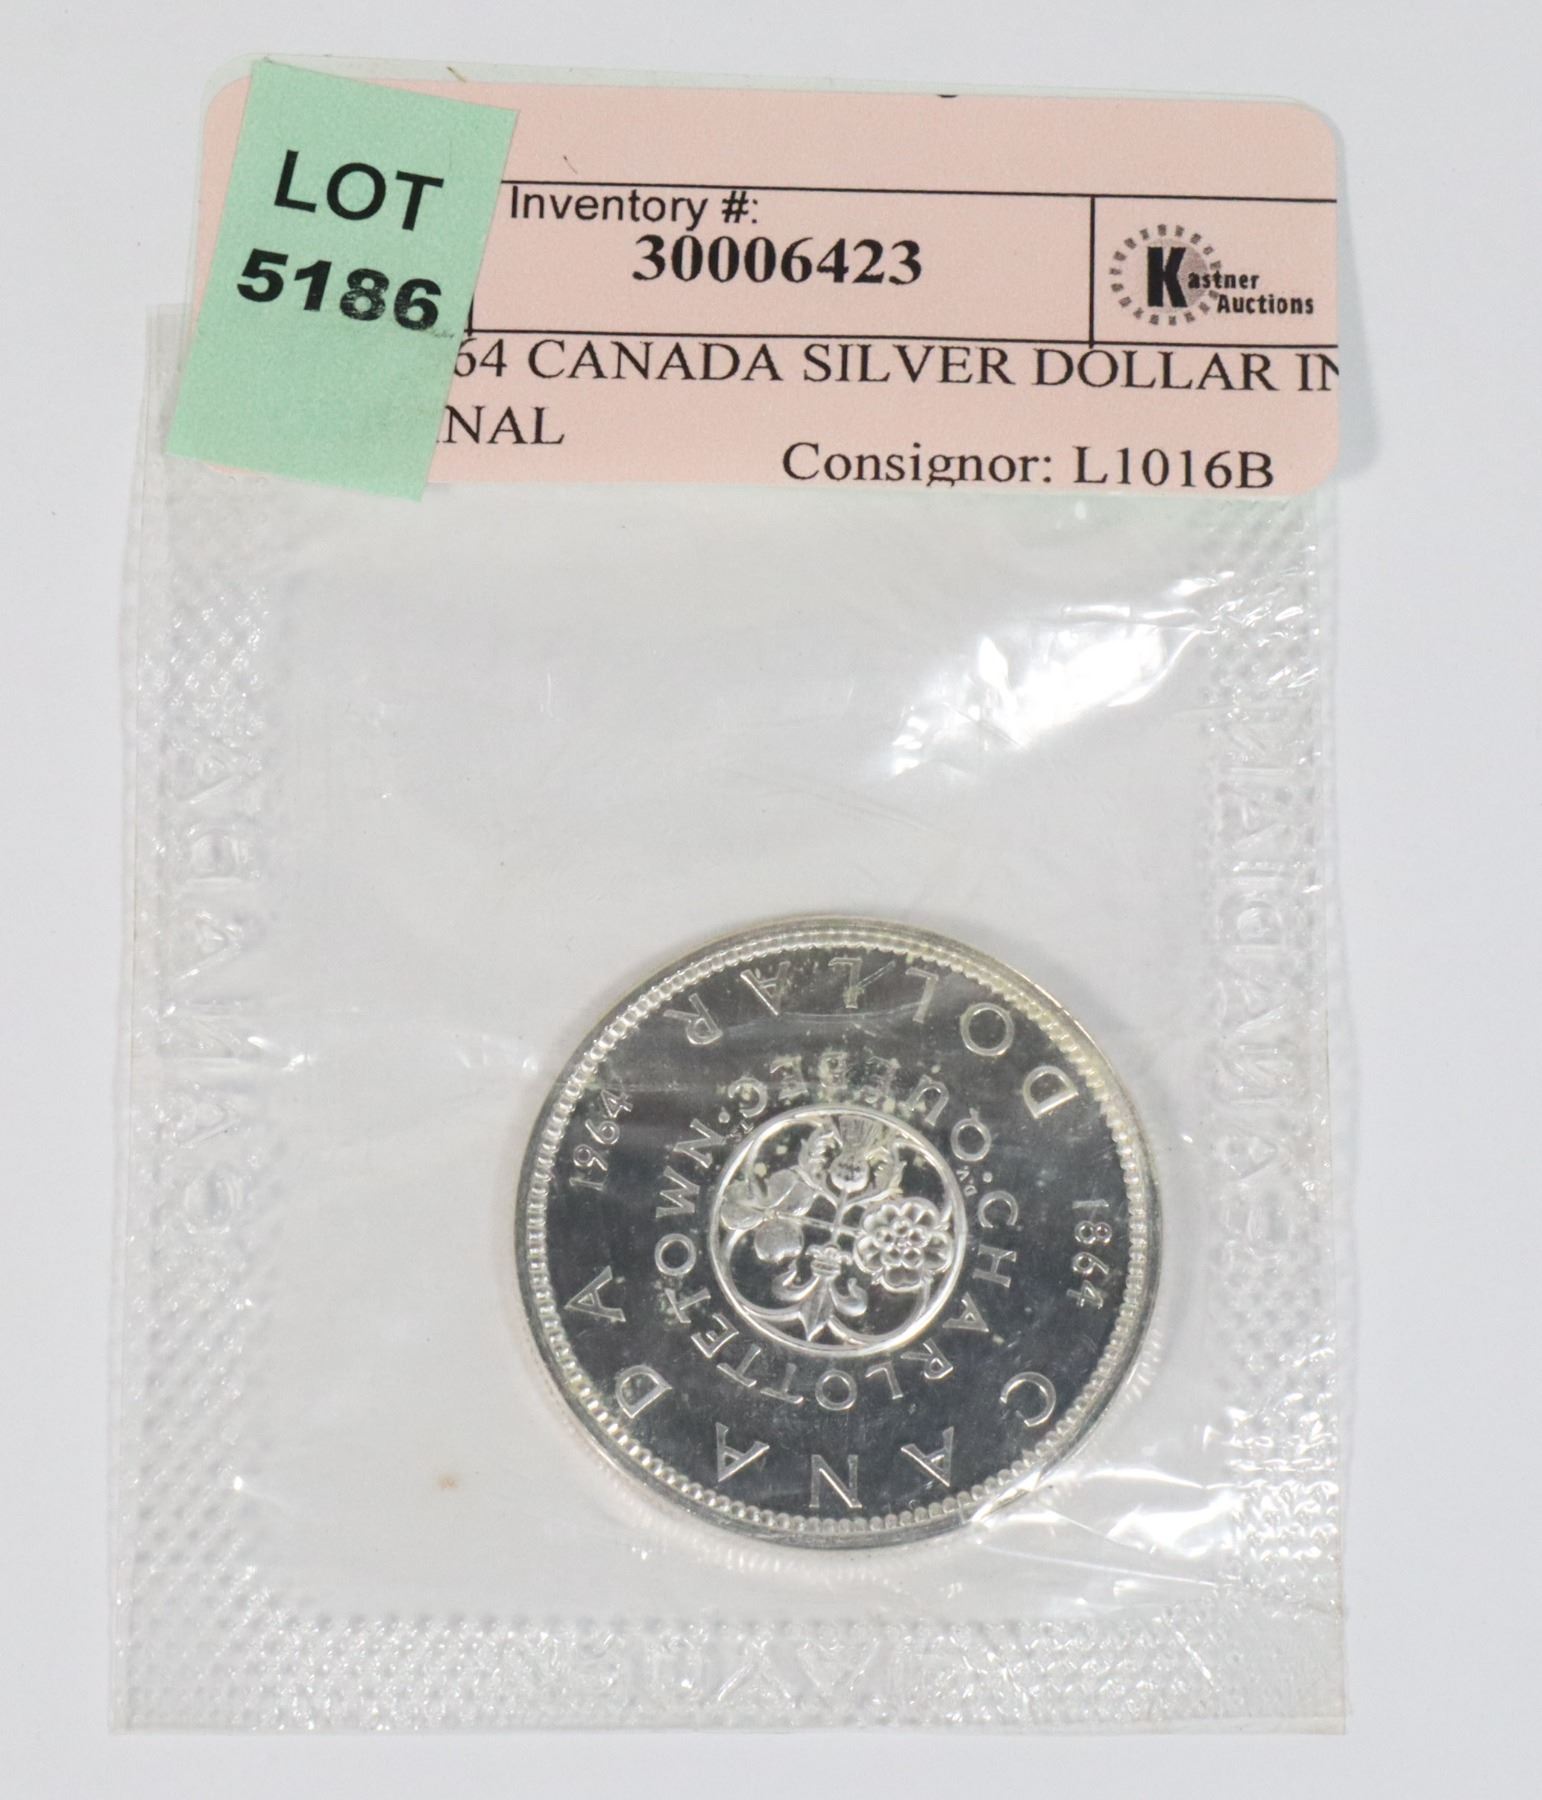 LOT
5186
Inventory #:
30006423
Kastner
Auctions
64 CANADA SILVER DOLLAR IN
NAL
Consignor: L1016B
CANADA
1964
DOLLAR
1864
QUEBEC · CHARLOTTETOWN ·